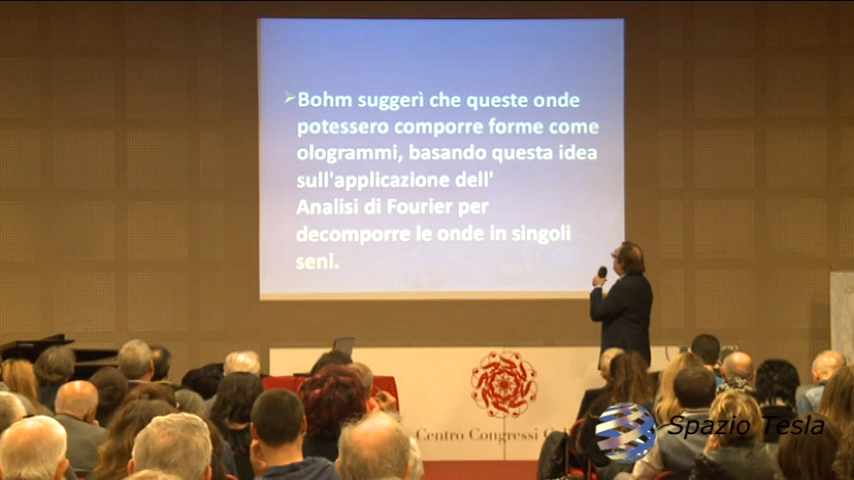 Bohm suggerì che queste onde
potessero comporre forme come
ologrammi, basando questa idea
sull'applicazione dell'
Analisi di Fourier per
decomporre le onde in singoli
seni.
Centro Congressi
Spazio Tesla